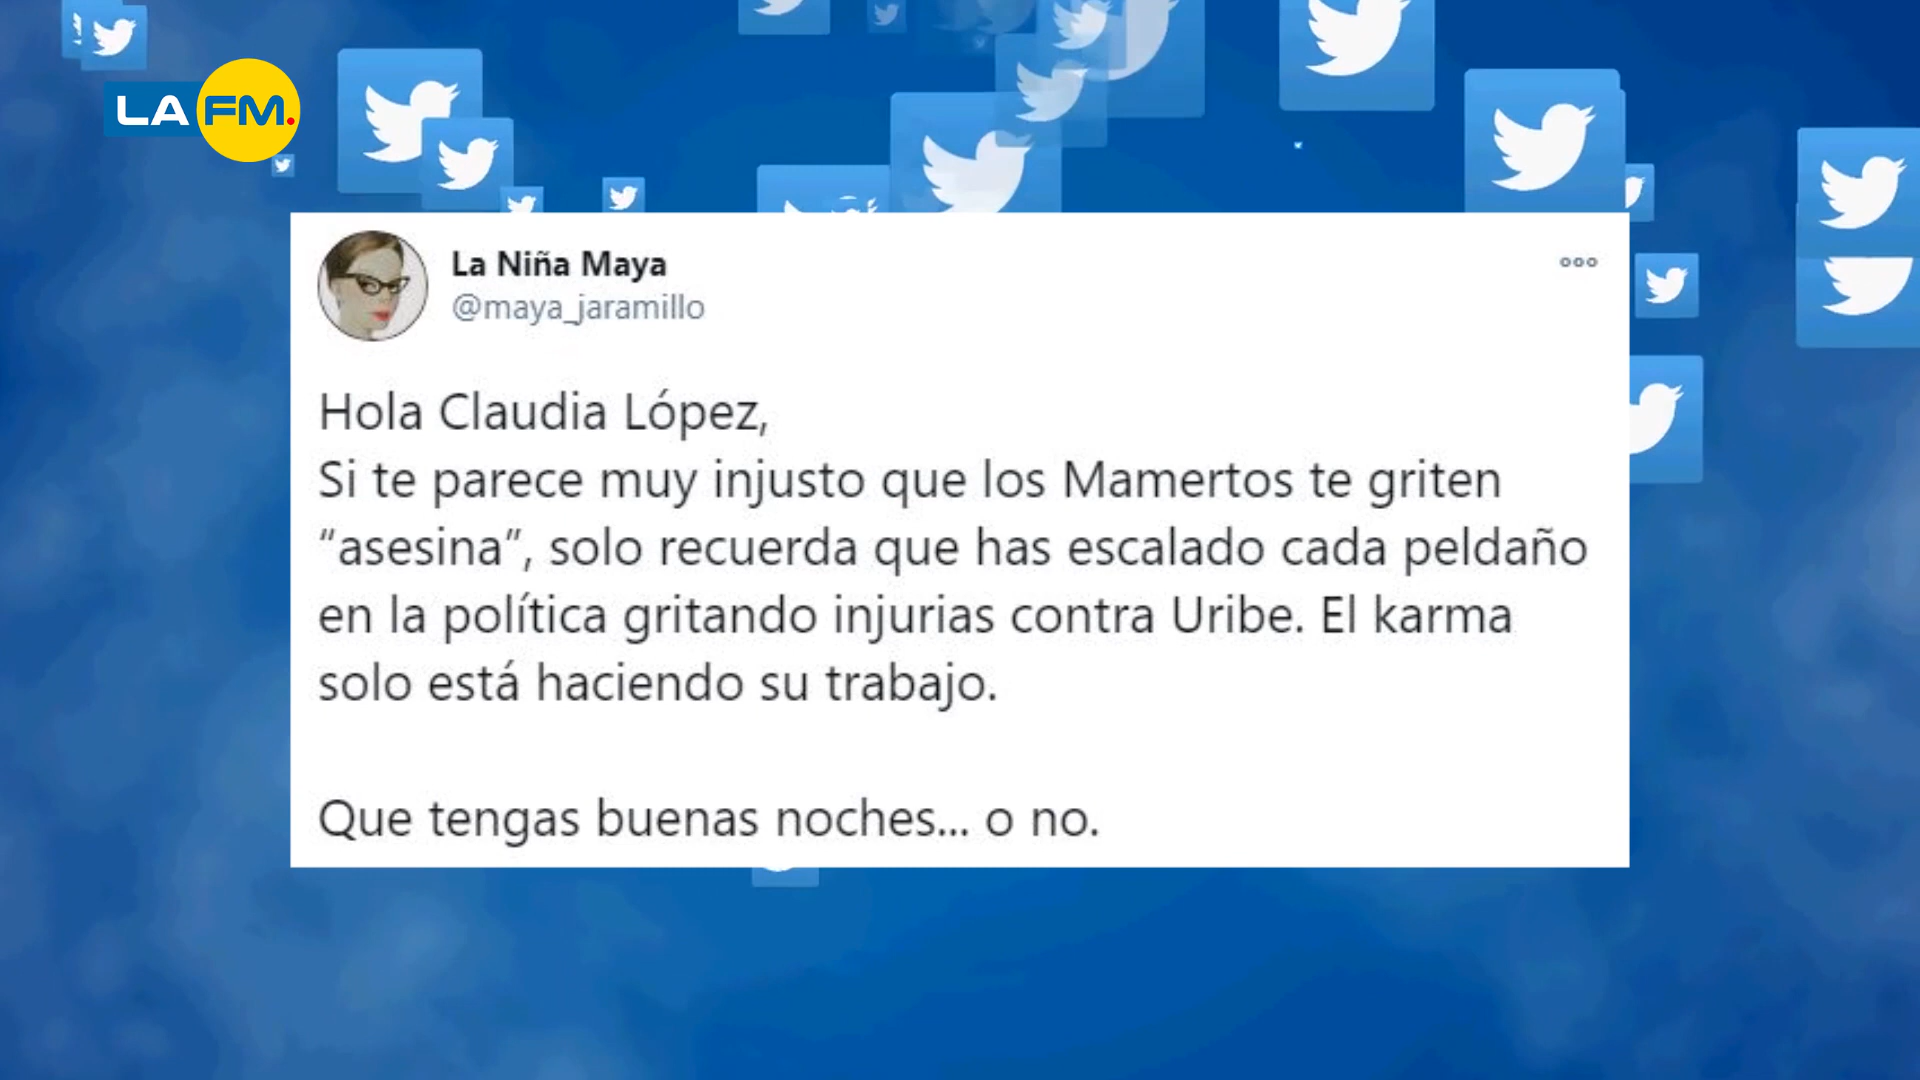 LA FM.
La Niña Maya
@maya_jaramillo
Hola Claudia López,
Si te parece muy injusto que los Mamertos te griten
“asesina”, solo recuerda que has escalado cada peldaño
en la política gritando injurias contra Uribe. El karma
solo está haciendo su trabajo.
Que tengas buenas noches... o no.